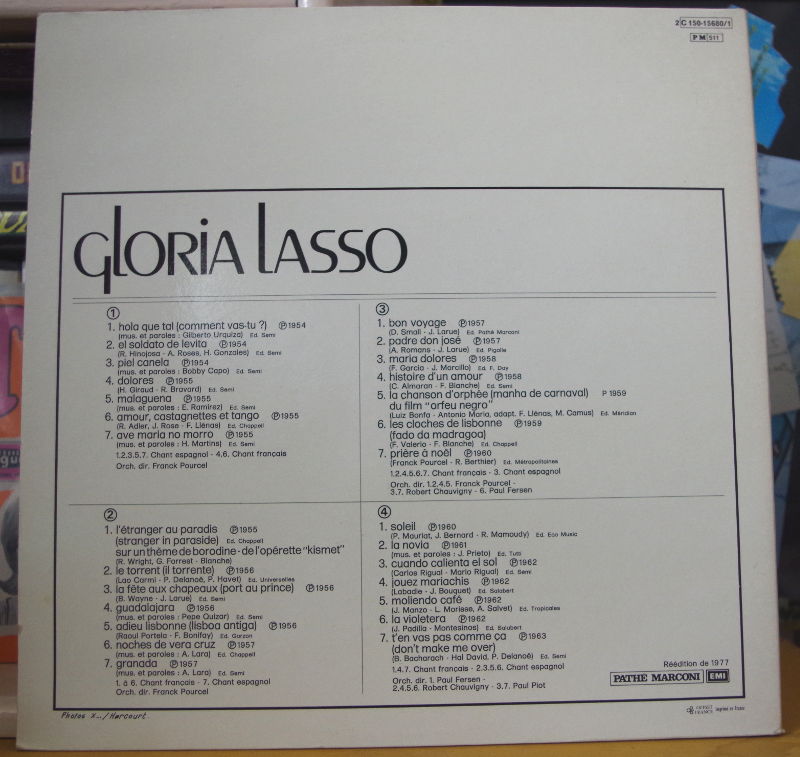 2 C 150-15680/1
PM 511
GLORIA LASSO
①
1. hola que tal (comment vas-tu ?) ℗1954
(mus. et paroles : Gilberto Urquiza) Ed. Semi
2. el soldato de levita ℗1954
(R. Hinojosa - A. Roses, H. Gonzales) Ed. Semi
3. piel canela ℗1954
(mus. et paroles : Bobby Capo) Ed. Semi
4. dolores ℗1955
(H. Giraud - R. Bravard) Ed. Semi
5. malaguena ℗1955
(mus. et paroles : E. Ramirez) Ed. Semi
6. amour, castagnettes et tango ℗1955
(R. Adler, J. Rose - F. Llénas) Ed. Chappell
7. ave maria no morro ℗1955
(mus. et paroles : H. Martins) Ed. Semi
1.2.3.5.7. Chant espagnol - 4.6. Chant français
Orch. dir. Franck Pourcel
②
1. l'étranger au paradis ℗1955
(stranger in paraside) Ed. Chappell
sur un thème de borodine - de l'opérette "kismet"
(R. Wright, G. Forrest - Blanche)
2. le torrent (il torrente) ℗1956
(Lao Carmi - P. Delanoë, P. Havet) Ed. Universelles
3. la fête aux chapeaux (port au prince) ℗1956
(B. Wayne - J. Larue) Ed. Semi
4. guadalajara ℗1956
(mus. et paroles : Pepe Quizar) Ed. Semi
5. adieu lisbonne (lisboa antiga) ℗1956
(Raoul Portela - F. Bonifay) Ed. Garzon
6. noches de vera cruz ℗1957
(mus. et paroles : A. Lara) Ed. Chappell
7. granada ℗1957
(mus. et paroles : A. Lara) Ed. Semi
1. à 6. Chant français - 7. Chant espagnol
Orch. dir. Franck Pourcel
③
1. bon voyage ℗1957
(D. Small - J. Larue) Ed. Pathé Marconi
2. padre don josé ℗1957
(A. Romans - J. Larue) Ed. Pigalle
3. maria dolores ℗1958
(F. Garcia - J. Morcillo) Ed. F. Day
4. histoire d'un amour ℗1958
(C. Almaran - F. Blanche) Ed. Semi
5. la chanson d'orphée (manha de carnaval) P 1959
du film "orfeu negro"
(Luiz Bonfa - Antonio Maria, adapt. F. Llénas, M. Camus) Ed. Méridian
6. les cloches de lisbonne ℗1959
(fado da madragoa)
(F. Valerio - F. Blanche) Ed. Chappell
7. prière à noël ℗1960
(Franck Pourcel - R. Berthier) Ed. Métropolitaines
1.2.4.5.6.7. Chant français - 3. Chant espagnol
Orch. dir. 1.2.4.5. Franck Pourcel -
3.7. Robert Chauvigny - 6. Paul Fersen
④
1. soleil ℗1960
(P. Mouriat, J. Bernard - R. Mamoudy) Ed. Eco Music
2. la novia ℗1961
(mus. et paroles : J. Prieto) Ed. Tutti
3. cuando calienta el sol ℗1962
(Carlos Rigual - Mario Rigual) Ed. Semi
4. jouez mariachis ℗1962
(Labadie - J. Bouquet) Ed. Salabert
5. moliendo café ℗1962
(J. Manzo - L. Morisse, A. Salvet) Ed. Tropicales
6. la violetera ℗1962
(J. Padilla - Montesinos) Ed. Salabert
7. t'en vas pas comme ça ℗1963
(don't make me over)
(B. Bacharach - Hal David, P. Delanoë) Ed. Semi
1.4.7. Chant français - 2.3.5.6. Chant espagnol
Orch. dir. 1. Paul Fersen -
2.4.5.6. Robert Chauvigny - 3.7. Paul Piot
Réédition de 1977
PATHE MARCONI EMI
Photos X.../Harcourt
OFFSET FRANCE Imprimé en France